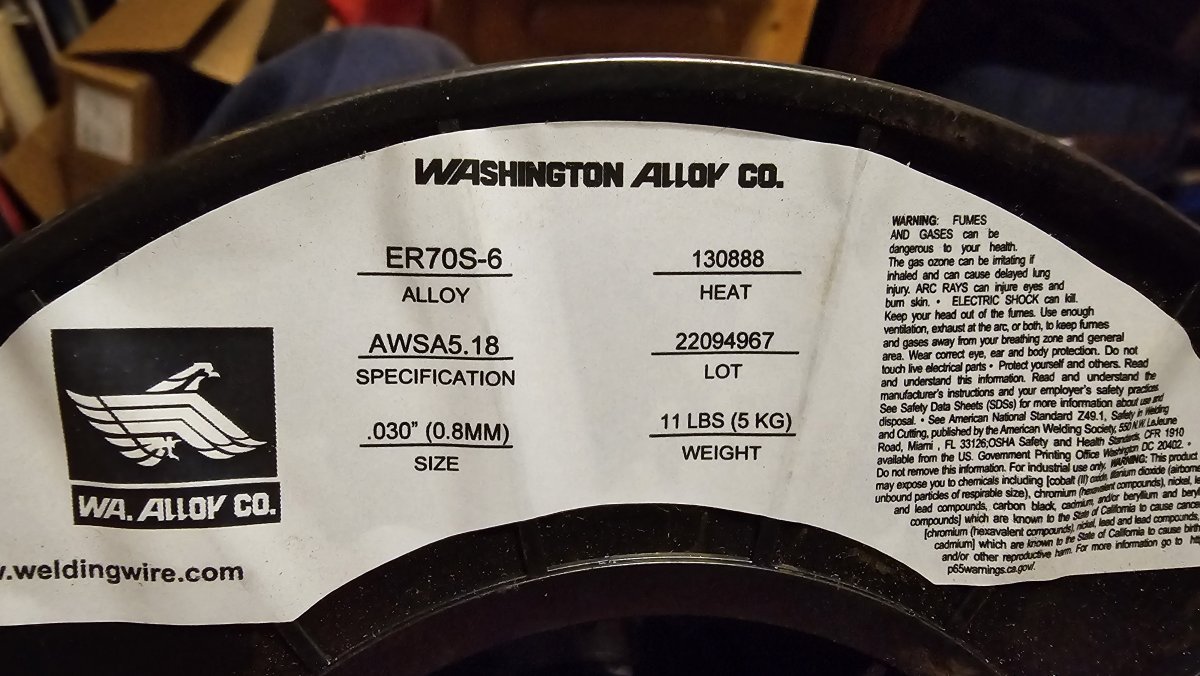 WASHINGTON ALLOY CO.
ER70S-6
ALLOY
AWSA5.18
SPECIFICATION
.030” (0.8MM)
SIZE
130888
HEAT
22094967
LOT
11 LBS (5 KG)
WEIGHT
WA. ALLOY CO.
.weldingwire.com
WARNING: FUMES
AND GASES can be
dangerous to your health.
The gas ozone can be irritating if
inhaled and can cause delayed lung
injury. ARC RAYS can injure eyes and
burn skin. • ELECTRIC SHOCK can kill.
Keep your head out of the fumes. Use enough
ventilation, exhaust at the arc, or both, to keep fumes
and gases away from your breathing zone and general
area. Wear correct eye, ear and body protection. Do not
touch live electrical parts • Protect yourself and others. Read
and understand this information. Read and understand the
manufacturer's instructions and your employer's safety practices.
See Safety Data Sheets (SDSs) for more information about use and
disposal. • See American National Standard Z49.1, Safety in Welding
and Cutting, published by the American Welding Society, 550 N.W. LeJeune
Road, Miami , FL 33126;OSHA Safety and Health Standards, CFR 1910
available from the US. Government Printing Office Washington DC 20402. •
Do not remove this information. For industrial use only, WARNING: This product
may expose you to chemicals including [cobalt (II) oxide, titanium dioxide (airborne
unbound particles of respirable size), chromium (hexavalent compounds), nickel, le
and lead compounds, carbon black, cadmium, and/or beryllium and bery
compounds] which are known to the State of California to cause cance
[chromium (hexavalent compounds), nickel, lead and lead compounds,
cadmium] which are known to the State of California to cause birth
and/or other reproductive harm. For more information go to htt
p65warnings.ca.gov/.